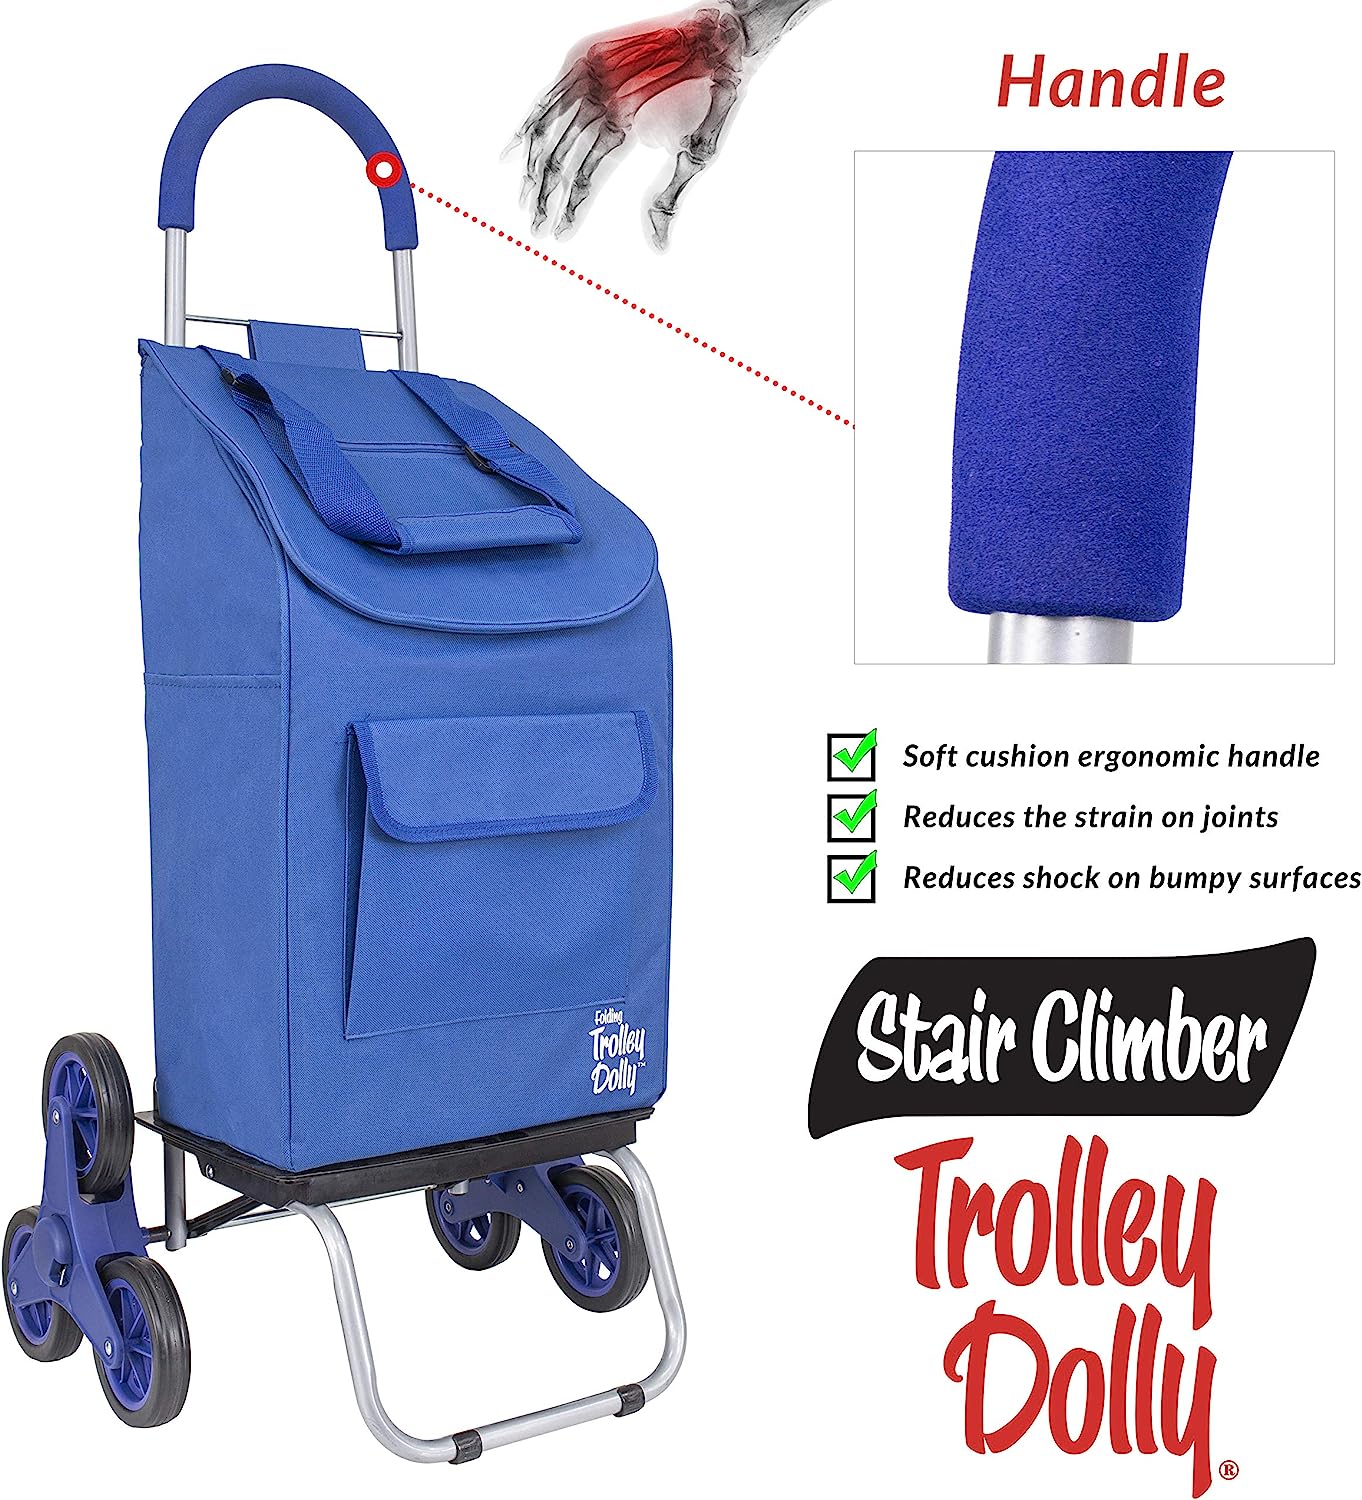 Handle
Soft cushion ergonomic handle
Reduces the strain on joints
Reduces shock on bumpy surfaces
Folding
Trolley
Dolly™
Stair Climber
Trolley
Dolly®